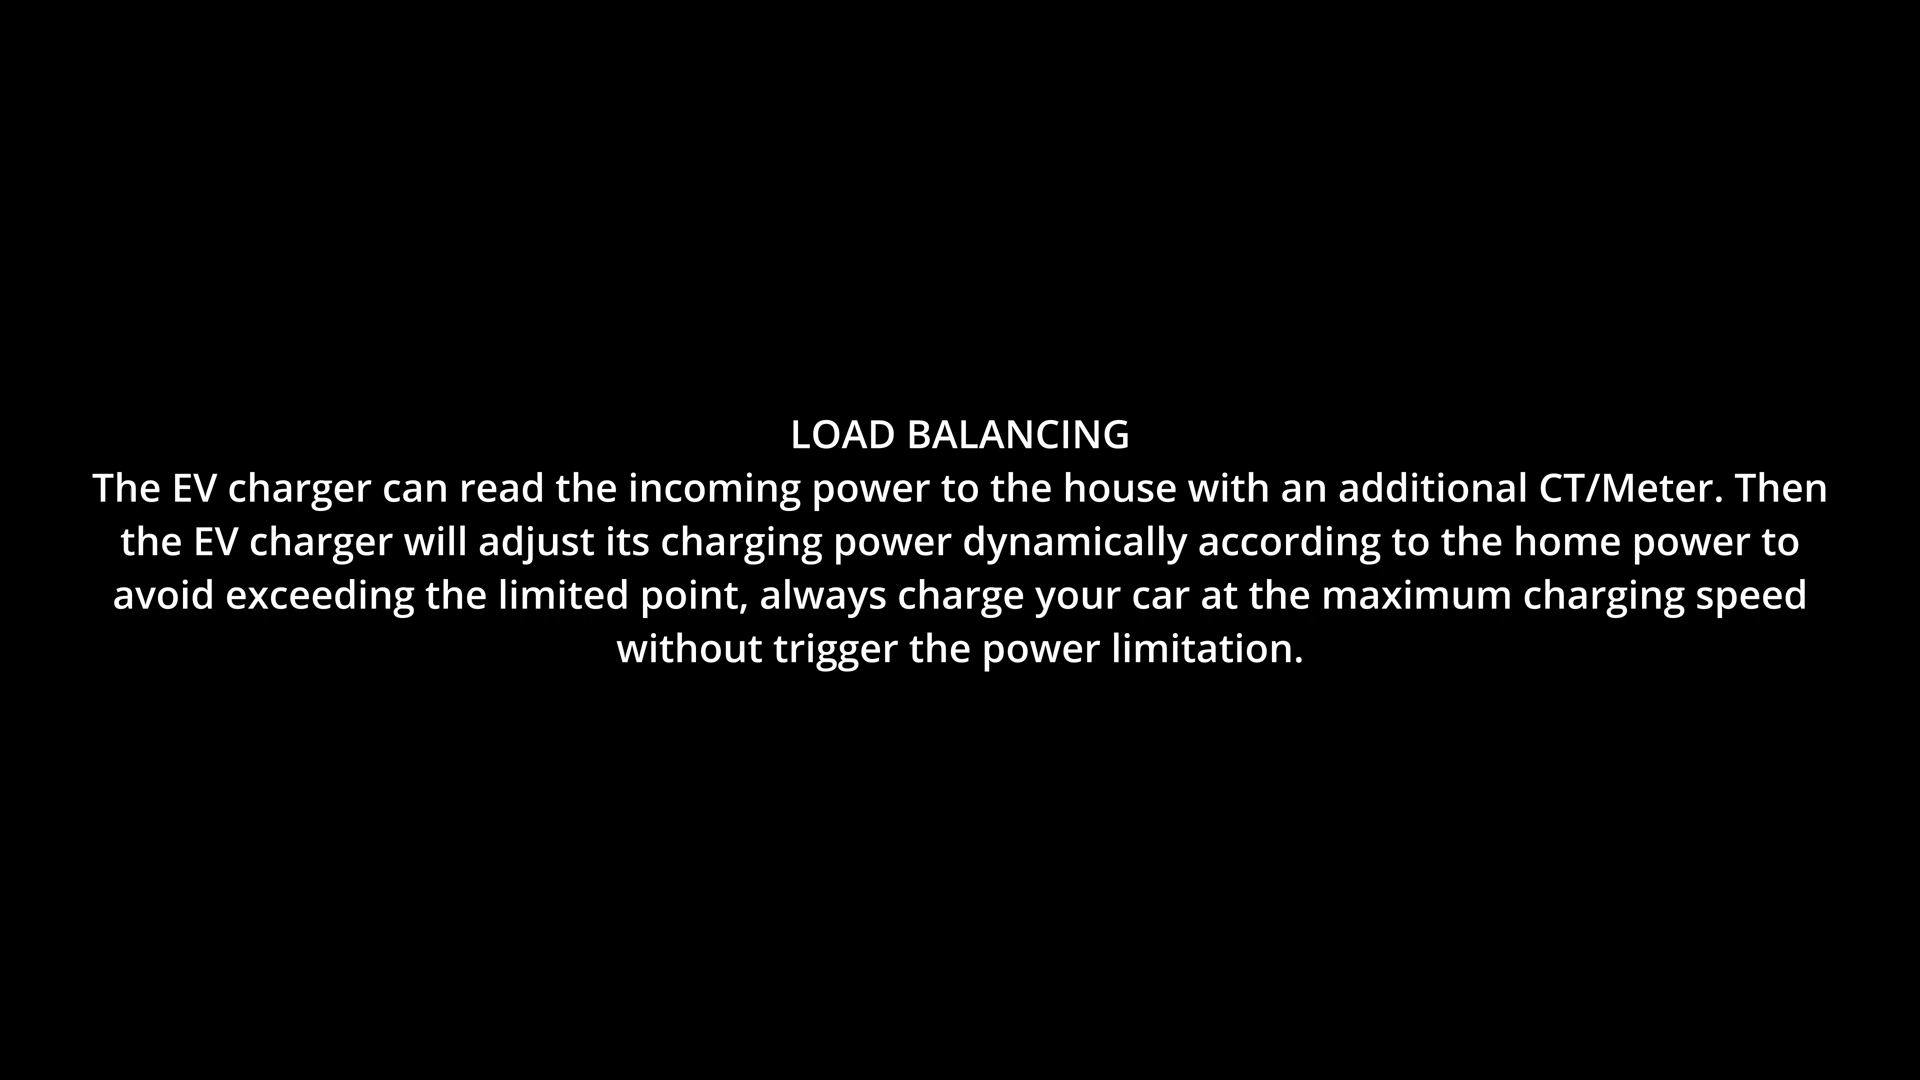 LOAD BALANCING
The EV charger can read the incoming power to the house with an additional CT/Meter. Then
the EV charger will adjust its charging power dynamically according to the home power to
avoid exceeding the limited point, always charge your car at the maximum charging speed
without trigger the power limitation.